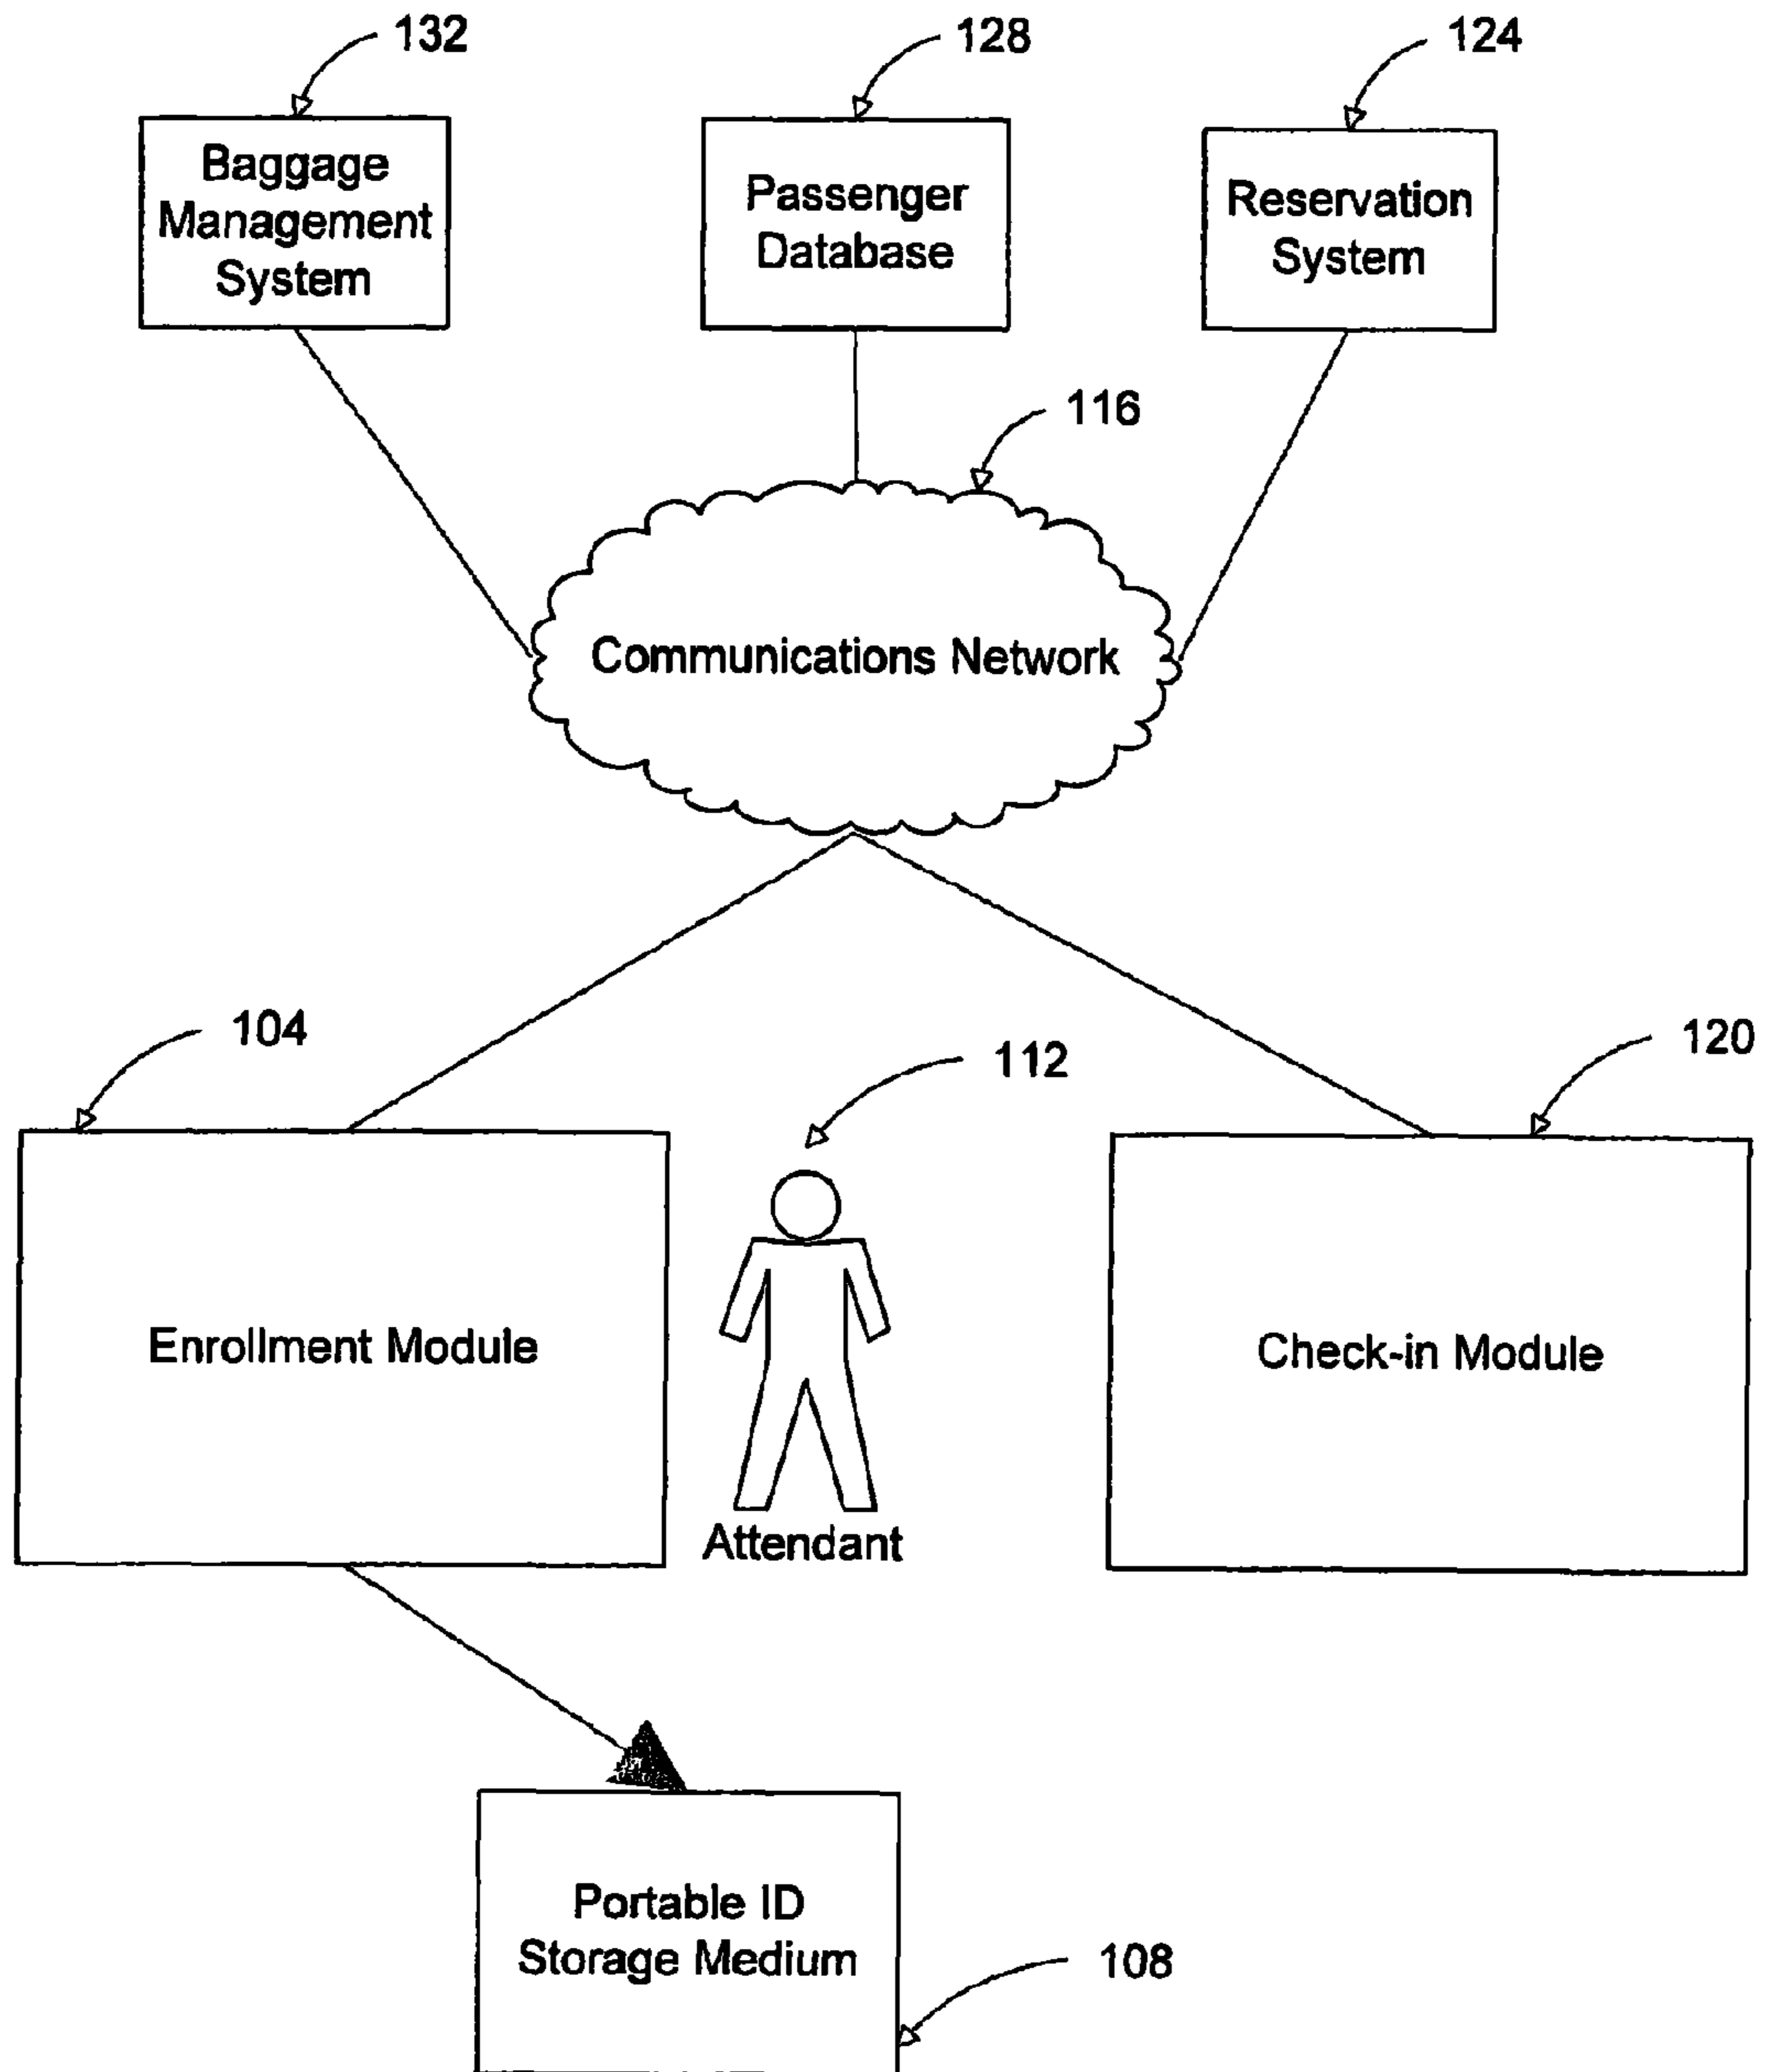 132
128
124
Baggage
Management
System
Passenger
Database
Reservation
System
116
Communications Network
104
112
120
Enrollment Module
Check-in Module
Attendant
Portable ID
Storage Medium
108